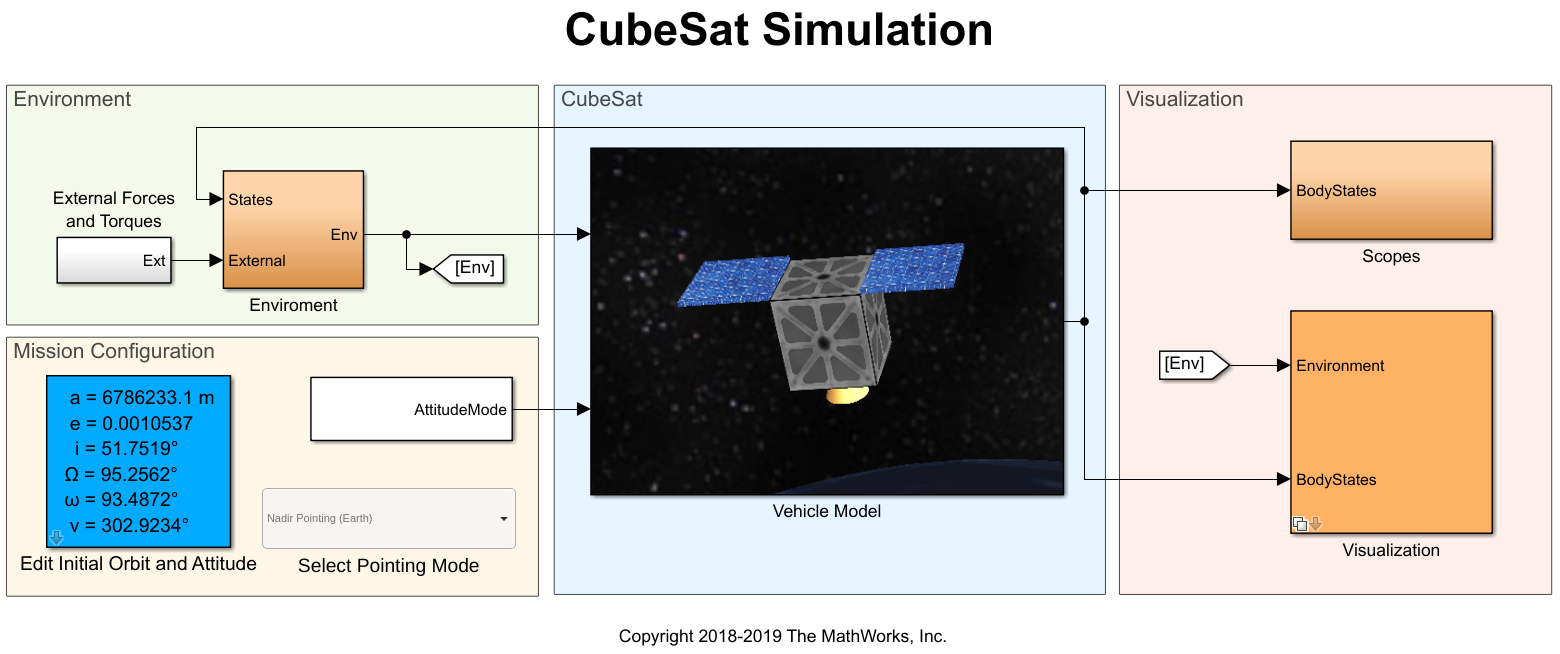 CubeSat Simulation
Environment
External Forces
and Torques
Ext
States
External
Env
Enviroment
[Env]
Mission Configuration
a = 6786233.1 m
e = 0.0010537
i = 51.7519°
Ω = 95.2562°
ω = 93.4872°
ν = 302.9234°
Edit Initial Orbit and Attitude
AttitudeMode
Nadir Pointing (Earth)
Select Pointing Mode
CubeSat
Vehicle Model
Visualization
BodyStates
Scopes
[Env]
Environment
BodyStates
Visualization
Copyright 2018-2019 The MathWorks, Inc.